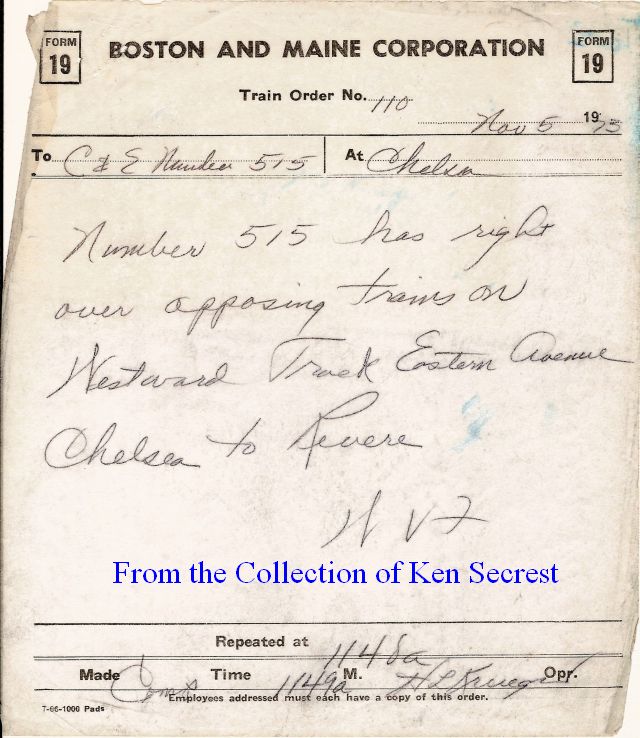 FORM 19
BOSTON AND MAINE CORPORATION
FORM 19
Train Order No. 110
Nov 5 1975
To C & E Number 515 At Chelsea
Number 515 has right
over opposing trains on
Westward Track Eastern Avenue
Chelsea to Revere
From the Collection of Ken Secrest
Repeated at 1148a
Made Comp Time 1149a M. Opr.
Employees addressed must each have a copy of this order.
7-66-1000 Pads